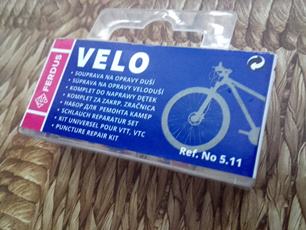 FERDUS
VELO
• SOUPRAVA NA OPRAVY DUŠÍ
• SÚPRAVA NA OPRAVY VELODUŠÍ
• KOMPLET DO NAPRAWY DĘTEK
• KOMPLET ZA ZAKRP. ZRAČNICA
• НАБОР ДЛЯ РЕМОНТА КАМЕР
• SCHLAUCH REPARATUR SET
• KIT UNIVERSEL POUR VTT, VTC
• PUNCTURE REPAIR KIT
Ref. No 5.11